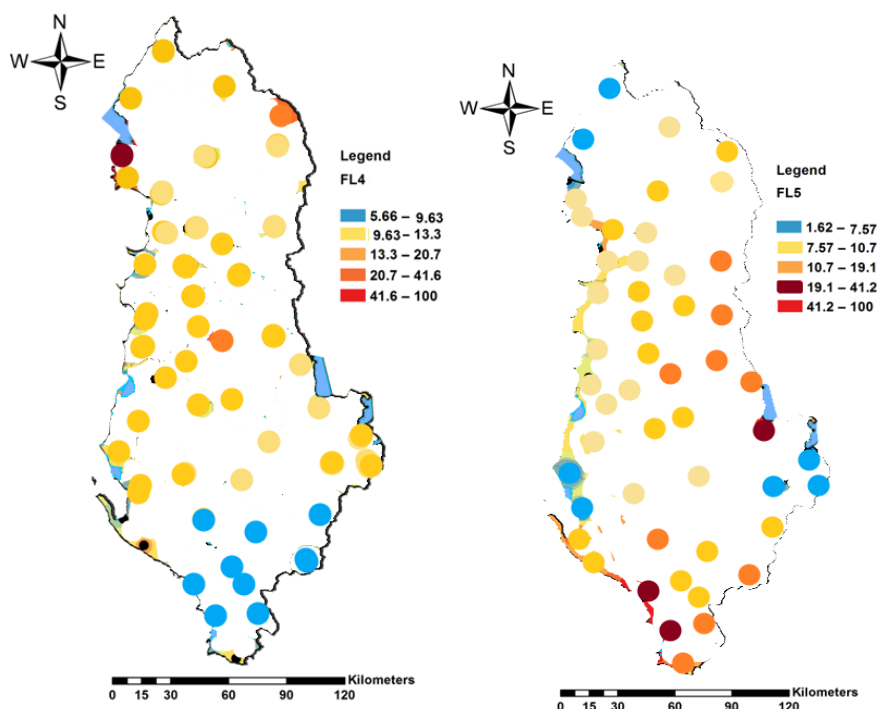 N
W E
S
Legend
FL4
5.66 – 9.63
9.63 – 13.3
13.3 – 20.7
20.7 – 41.6
41.6 – 100
Kilometers
0 15 30 60 90 120
N
W E
S
Legend
FL5
1.62 – 7.57
7.57 – 10.7
10.7 – 19.1
19.1 – 41.2
41.2 – 100
Kilometers
0 15 30 60 90 120